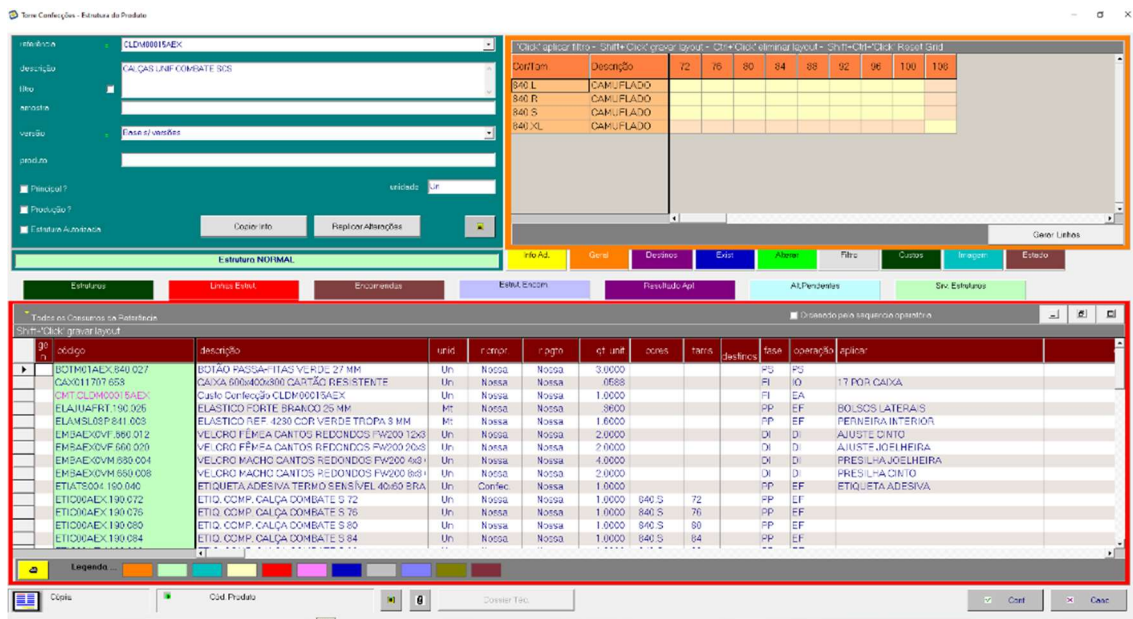 Torre Confecções - Estrutura do Produto
referência CLDM00015AEX
descrição CALÇAS UNIF COMBATE SCS
filtro
amostra
versão Base s/ versões
produto
Principal ? unidade Un
Produção ?
Estrutura Autorizada Copiar Info Replicar Alterações
Estrutura NORMAL
'Click' aplicar filtro - Shift+'Click' gravar layout - Ctrl+'Click' eliminar layout - Shift+Ctrl+'Click' Reset Grid
Cor/Tam Descrição 72 76 80 84 88 92 96 100 108
840.L CAMUFLADO
840.R CAMUFLADO
840.S CAMUFLADO
840.XL CAMUFLADO
Gerar Linhas
Info Ad. Geral Destinos Exist Alterar Filtro Custos Imagem Estado
Estruturas Linhas Estrut. Encomendas Estrut. Encom Resultado Apl. Alt.Pendentes Srv. Estruturas
Todos os Consumos da Referência Ordenado pela sequencia operatória
Shift+'Click' gravar layout
ge n código descrição unid r.compr. r.pgto qt. unit cores tams destinos fase operação aplicar
BOTM01AEX.840.027 BOTÃO PASSA-FITAS VERDE 27 MM Un Nossa Nossa 3.0000 PS PS
CAX011707.653 CAIXA 600x400x300 CARTÃO RESISTENTE Un Nossa Nossa .0588 FI IO 17 POR CAIXA
CMT.CLDM00015AEX Custo Confecção CLDM00015AEX Un Nossa Nossa 1.0000 FI EA
ELAJUAFRT.190.025 ELASTICO FORTE BRANCO 25 MM Mt Nossa Nossa .3600 PP EF BOLSOS LATERAIS
ELAMSL03P.841.003 ELASTICO REF. 4230 COR VERDE TROPA 3 MM Mt Nossa Nossa 1.6000 PP EF PERNEIRA INTERIOR
EMBAEX0VF.660.012 VELCRO FÊMEA CANTOS REDONDOS FW200 12x3 Un Nossa Nossa 2.0000 DI DI AJUSTE CINTO
EMBAEX0VF.660.020 VELCRO FÊMEA CANTOS REDONDOS FW200 20x3 Un Nossa Nossa 2.0000 DI DI AJUSTE JOELHEIRA
EMBAEX0VM.660.004 VELCRO MACHO CANTOS REDONDOS FW200 4x3 Un Nossa Nossa 4.0000 DI DI PRESILHA JOELHEIRA
EMBAEX0VM.660.008 VELCRO MACHO CANTOS REDONDOS FW200 8x3 Un Nossa Nossa 2.0000 DI DI PRESILHA CINTO
ETIATS004.190.040 ETIQUETA ADESIVA TERMO SENSÍVEL 40x60 BRA Un Confec. Nossa 1.0000 PP EF ETIQUETA ADESIVA
ETIC00AEX.190.072 ETIQ. COMP. CALÇA COMBATE S 72 Un Nossa Nossa 1.0000 840.S 72 PP EF
ETIC00AEX.190.076 ETIQ. COMP. CALÇA COMBATE S 76 Un Nossa Nossa 1.0000 840.S 76 PP EF
ETIC00AEX.190.080 ETIQ. COMP. CALÇA COMBATE S 80 Un Nossa Nossa 1.0000 840.S 80 PP EF
ETIC00AEX.190.084 ETIQ. COMP. CALÇA COMBATE S 84 Un Nossa Nossa 1.0000 840.S 84 PP EF
Legenda...
Cópia Cód. Produto Dossier Téc. Conf Canc